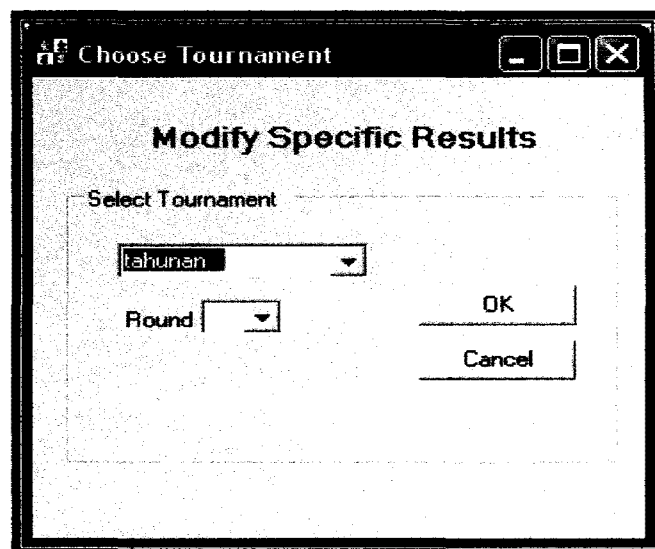 Choose Tournament
Modify Specific Results
Select Tournament
tahunan
Round
OK
Cancel